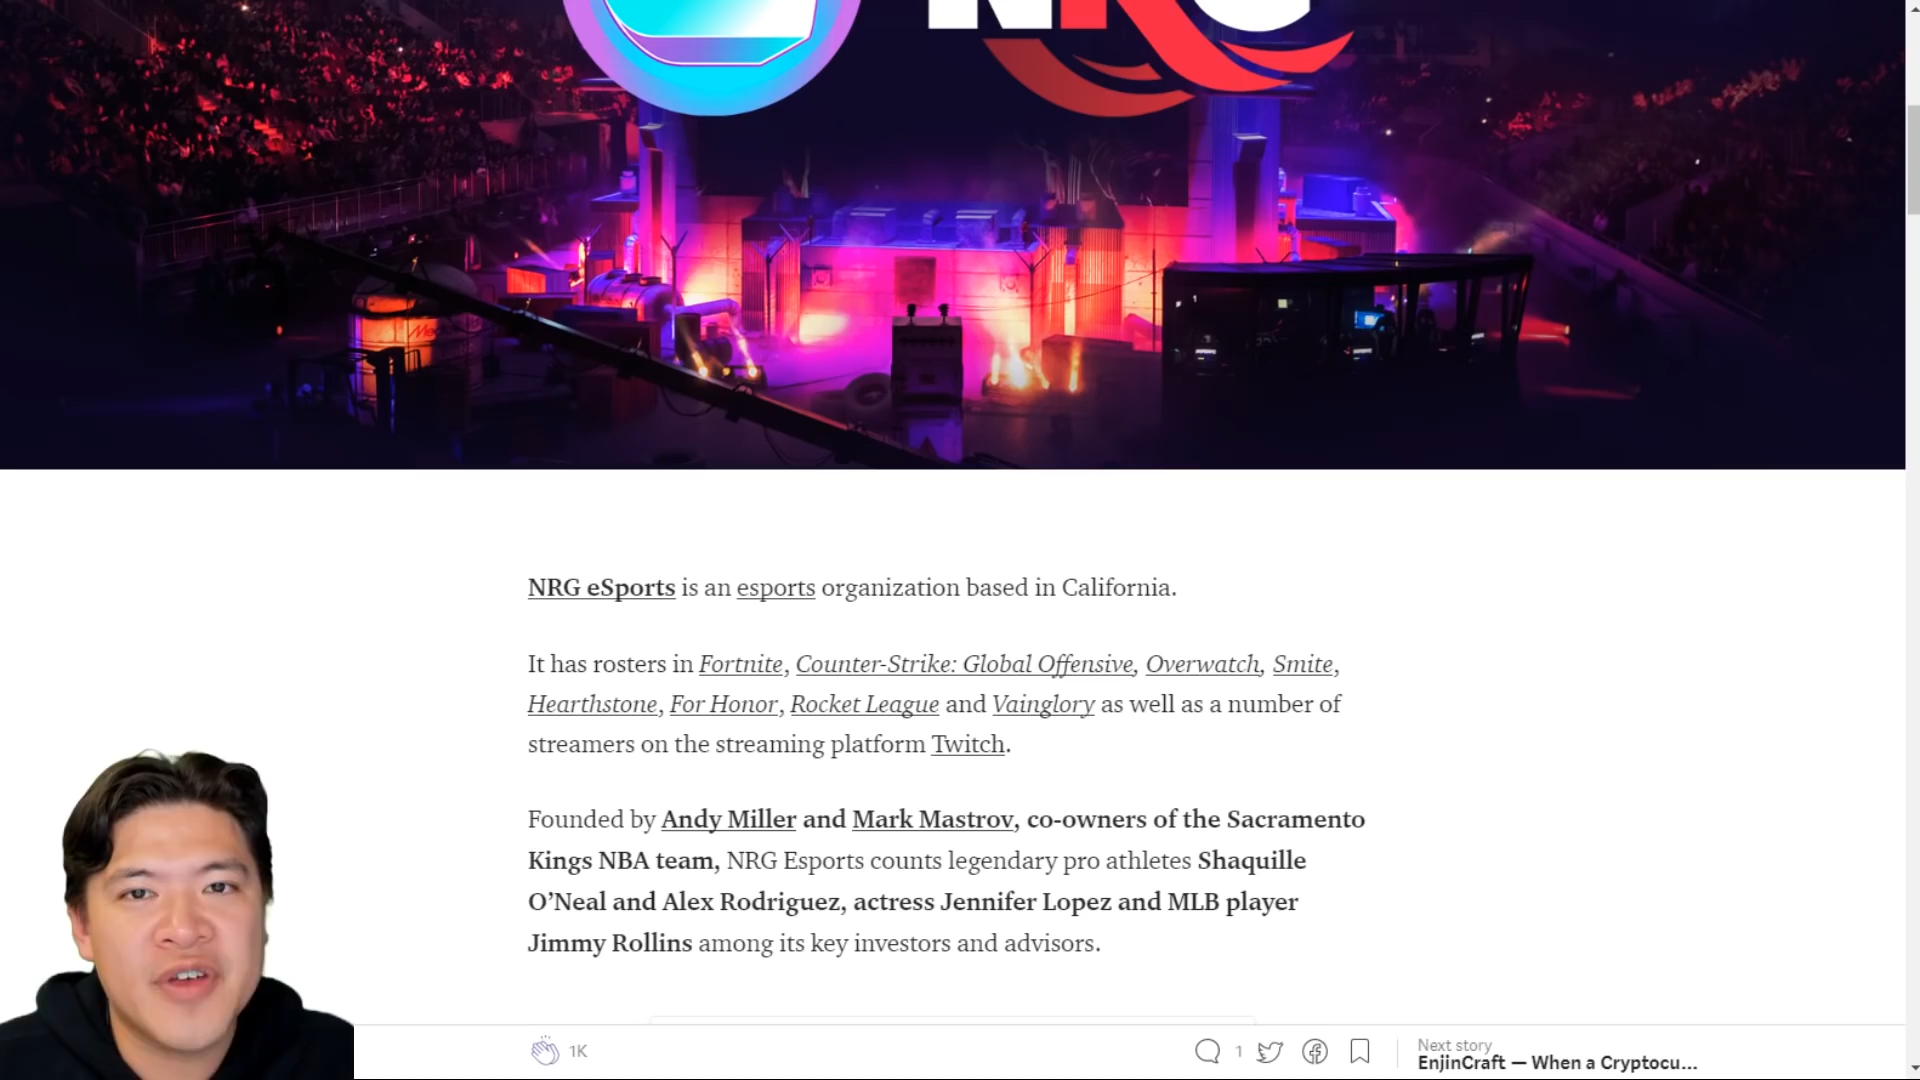 NRG
NRG eSports is an esports organization based in California.
It has rosters in Fortnite, Counter-Strike: Global Offensive, Overwatch, Smite,
Hearthstone, For Honor, Rocket League and Vainglory as well as a number of
streamers on the streaming platform Twitch.
Founded by Andy Miller and Mark Mastrov, co-owners of the Sacramento
Kings NBA team, NRG Esports counts legendary pro athletes Shaquille
O’Neal and Alex Rodriguez, actress Jennifer Lopez and MLB player
Jimmy Rollins among its key investors and advisors.
1K
1
Next story
EnjinCraft — When a Cryptocu...